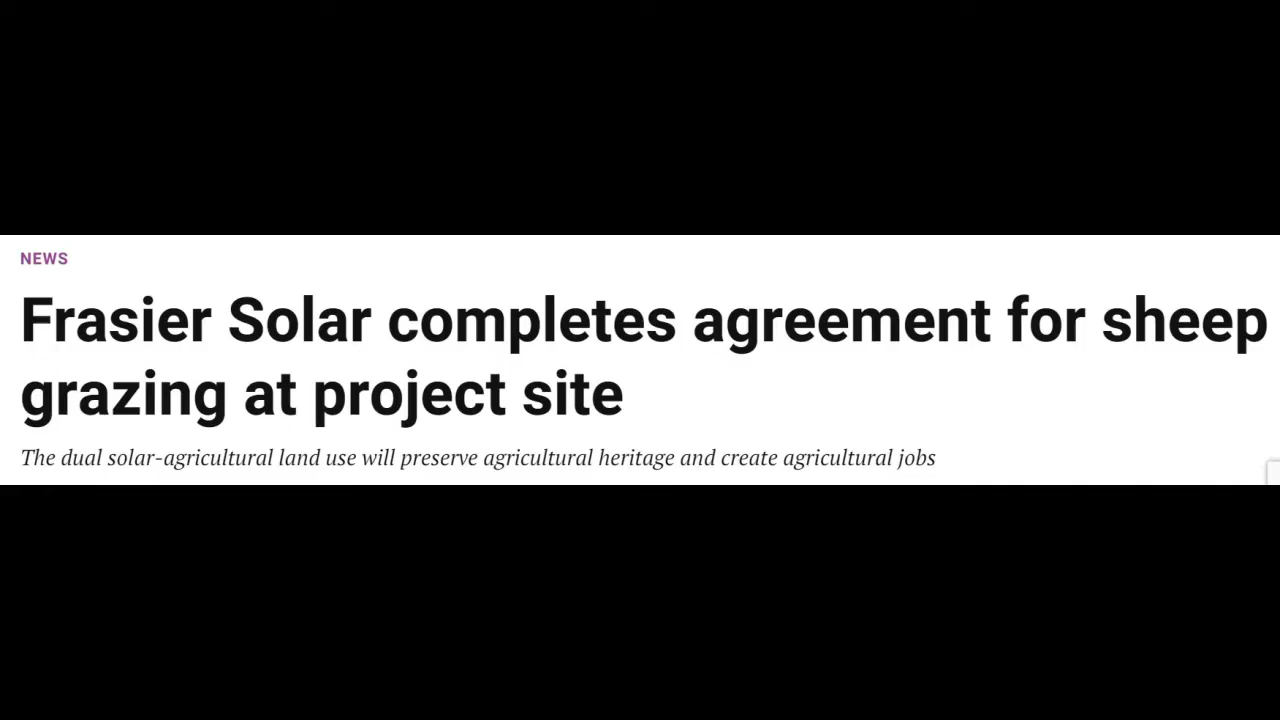 NEWS
Frasier Solar completes agreement for sheep
grazing at project site
The dual solar-agricultural land use will preserve agricultural heritage and create agricultural jobs